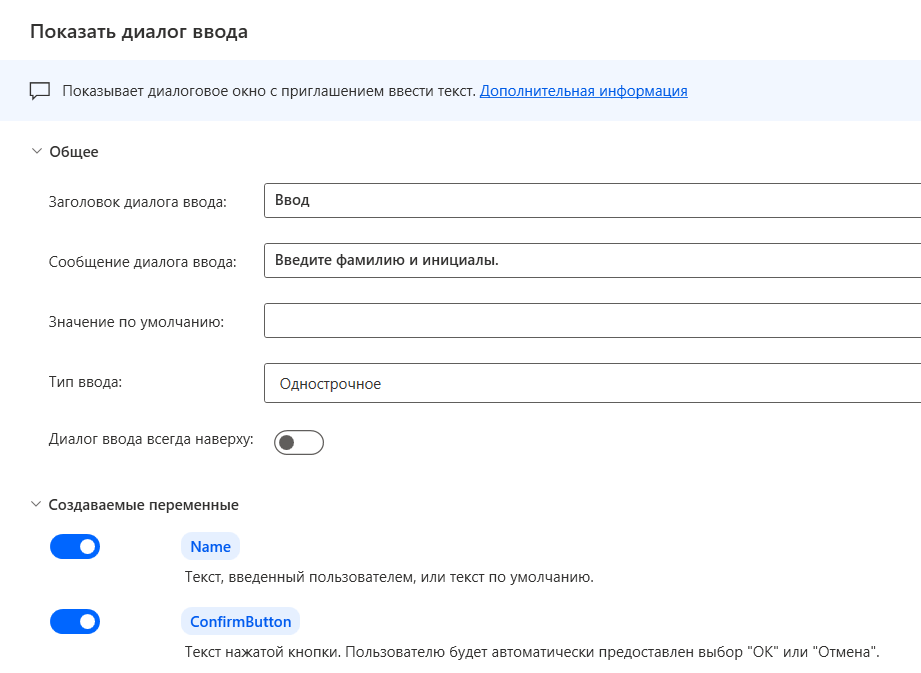 Показать диалог ввода
Показывает диалоговое окно с приглашением ввести текст. Дополнительная информация
Общее
Заголовок диалога ввода: Ввод
Сообщение диалога ввода: Введите фамилию и инициалы.
Значение по умолчанию:
Тип ввода: Однострочное
Диалог ввода всегда наверху:
Создаваемые переменные
Name
Текст, введенный пользователем, или текст по умолчанию.
ConfirmButton
Текст нажатой кнопки. Пользователю будет автоматически предоставлен выбор "ОК" или "Отмена".